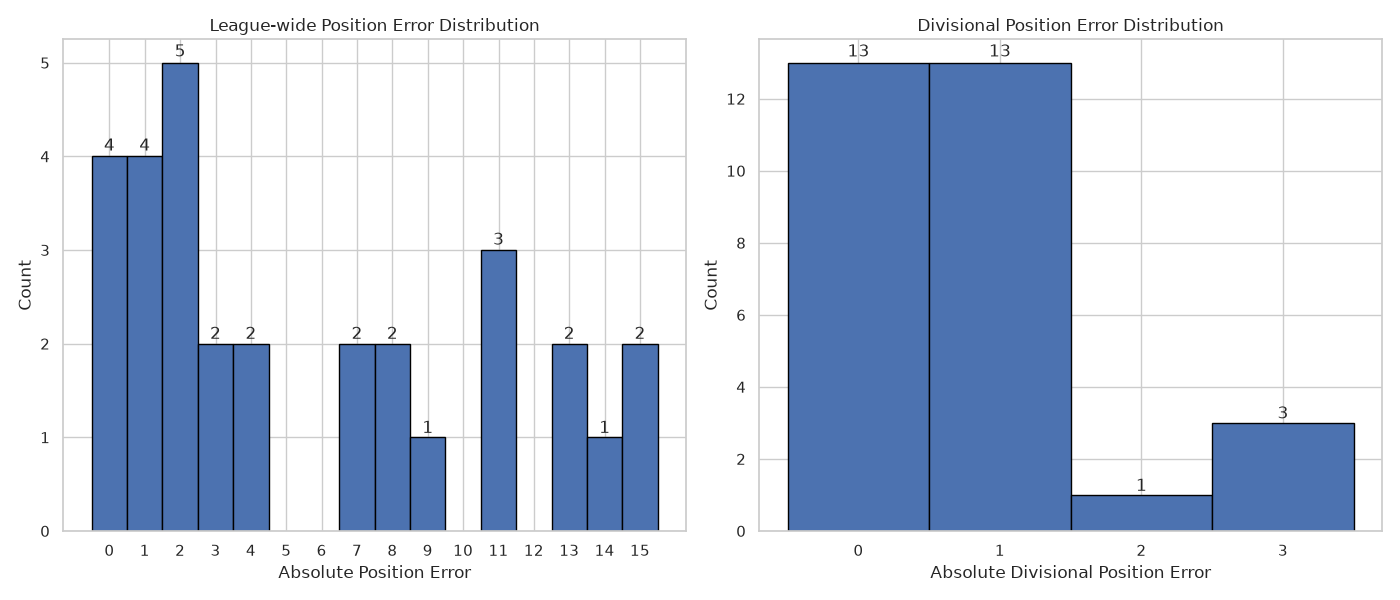 League-wide Position Error Distribution
5
4
3
2
1
0
Count
4 4 5 2 2 2 2 1 3 2 1 2
0 1 2 3 4 5 6 7 8 9 10 11 12 13 14 15
Absolute Position Error
Divisional Position Error Distribution
12
10
8
6
4
2
0
Count
13 13 1 3
0 1 2 3
Absolute Divisional Position Error